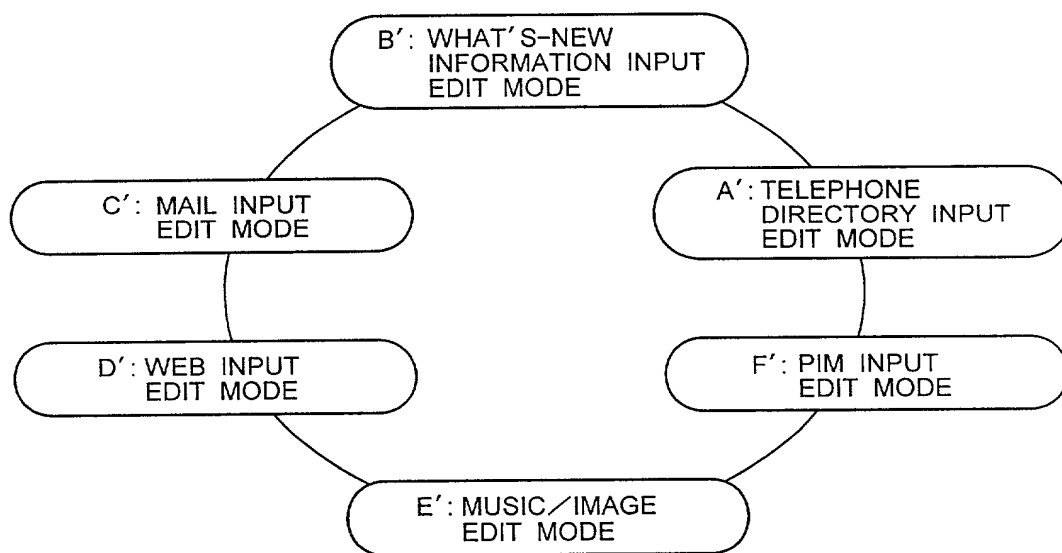 B′: WHAT′S-NEW
INFORMATION INPUT
EDIT MODE
C′: MAIL INPUT
EDIT MODE
A′: TELEPHONE
DIRECTORY INPUT
EDIT MODE
D′: WEB INPUT
EDIT MODE
F′: PIM INPUT
EDIT MODE
E′: MUSIC/IMAGE
EDIT MODE